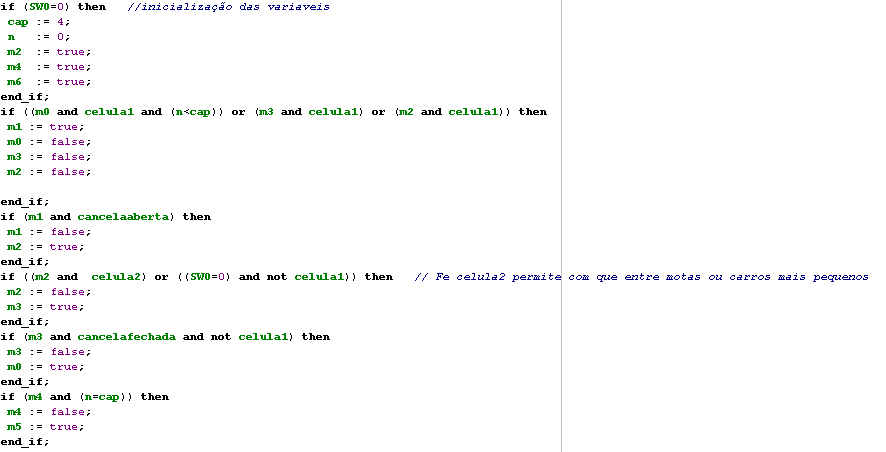 if (SW0=0) then   //inicialização das variaveis
 cap := 4;
 n   := 0;
 m2  := true;
 m4  := true;
 m6  := true;
end_if;
if ((m0 and celula1 and (n<cap)) or (m3 and celula1) or (m2 and celula1)) then
 m1 := true;
 m0 := false;
 m3 := false;
 m2 := false;

end_if;
if (m1 and cancelaaberta) then
 m1 := false;
 m2 := true;
end_if;
if ((m2 and  celula2) or ((SW0=0) and not celula1)) then   // Fe celula2 permite com que entre motas ou carros mais pequenos
 m2 := false;
 m3 := true;
end_if;
if (m3 and cancelafechada and not celula1) then
 m3 := false;
 m0 := true;
end_if;
if (m4 and (n=cap)) then
 m4 := false;
 m5 := true;
end_if;